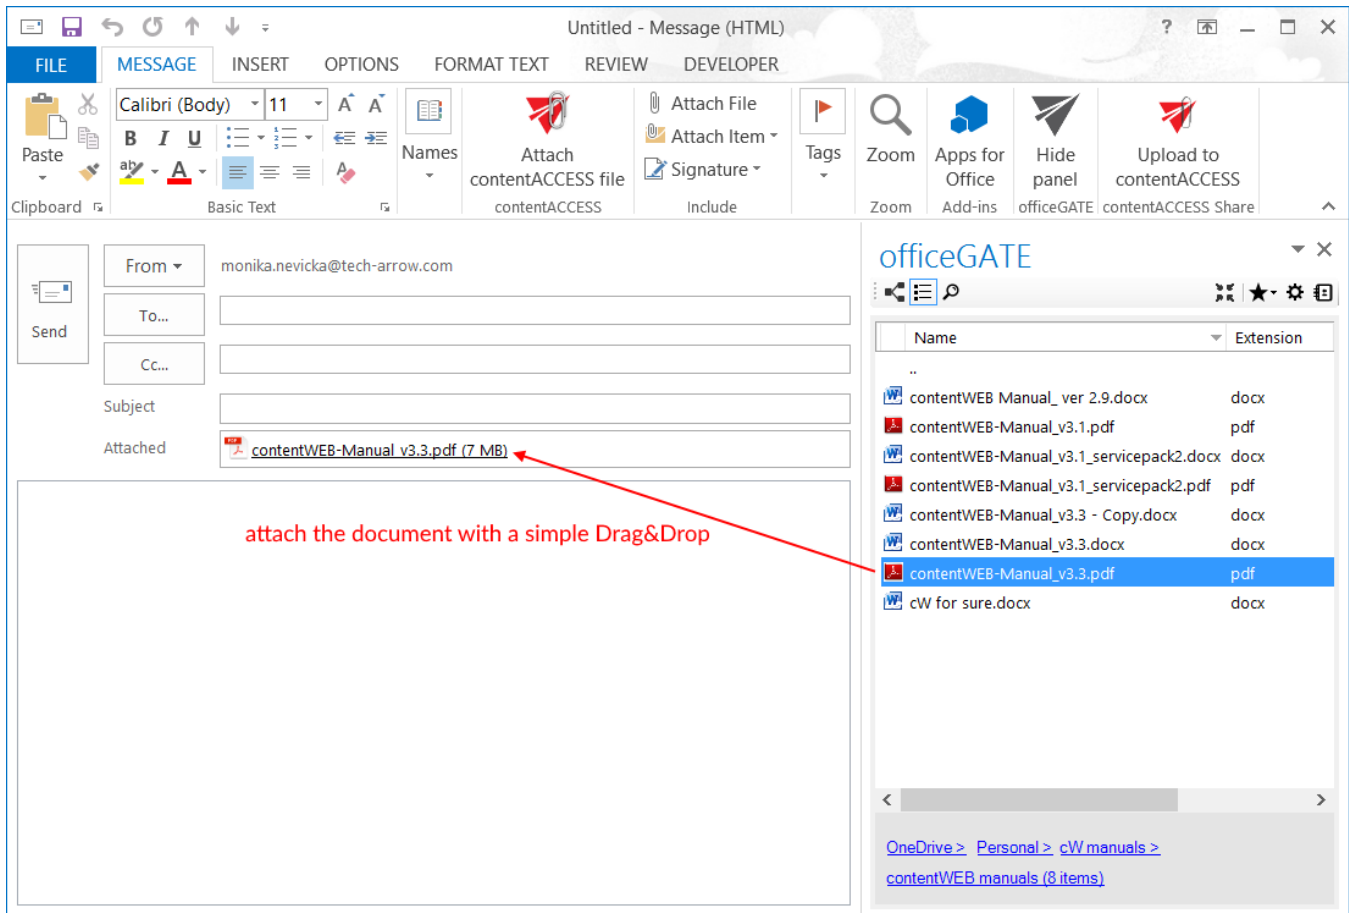 Untitled - Message (HTML)
?
FILE MESSAGE INSERT OPTIONS FORMAT TEXT REVIEW DEVELOPER
Paste
Clipboard
Calibri (Body) 11 A A
B I U
ab A
Basic Text
Names
Attach
contentACCESS file
contentACCESS
Attach File
Attach Item
Signature
Include
Tags
Zoom
Zoom
Apps for
Office
Add-ins
Hide
panel
officeGATE
Upload to
contentACCESS
contentACCESS Share
Send
From monika.nevicka@tech-arrow.com
To...
Cc...
Subject
Attached contentWEB-Manual_v3.3.pdf (7 MB)
attach the document with a simple Drag&Drop
officeGATE
Name Extension
..
contentWEB Manual_ ver 2.9.docx docx
contentWEB-Manual_v3.1.pdf pdf
contentWEB-Manual_v3.1_servicepack2.docx docx
contentWEB-Manual_v3.1_servicepack2.pdf pdf
contentWEB-Manual_v3.3 - Copy.docx docx
contentWEB-Manual_v3.3.docx docx
contentWEB-Manual_v3.3.pdf pdf
cW for sure.docx docx
OneDrive > Personal > cW manuals >
contentWEB manuals (8 items)